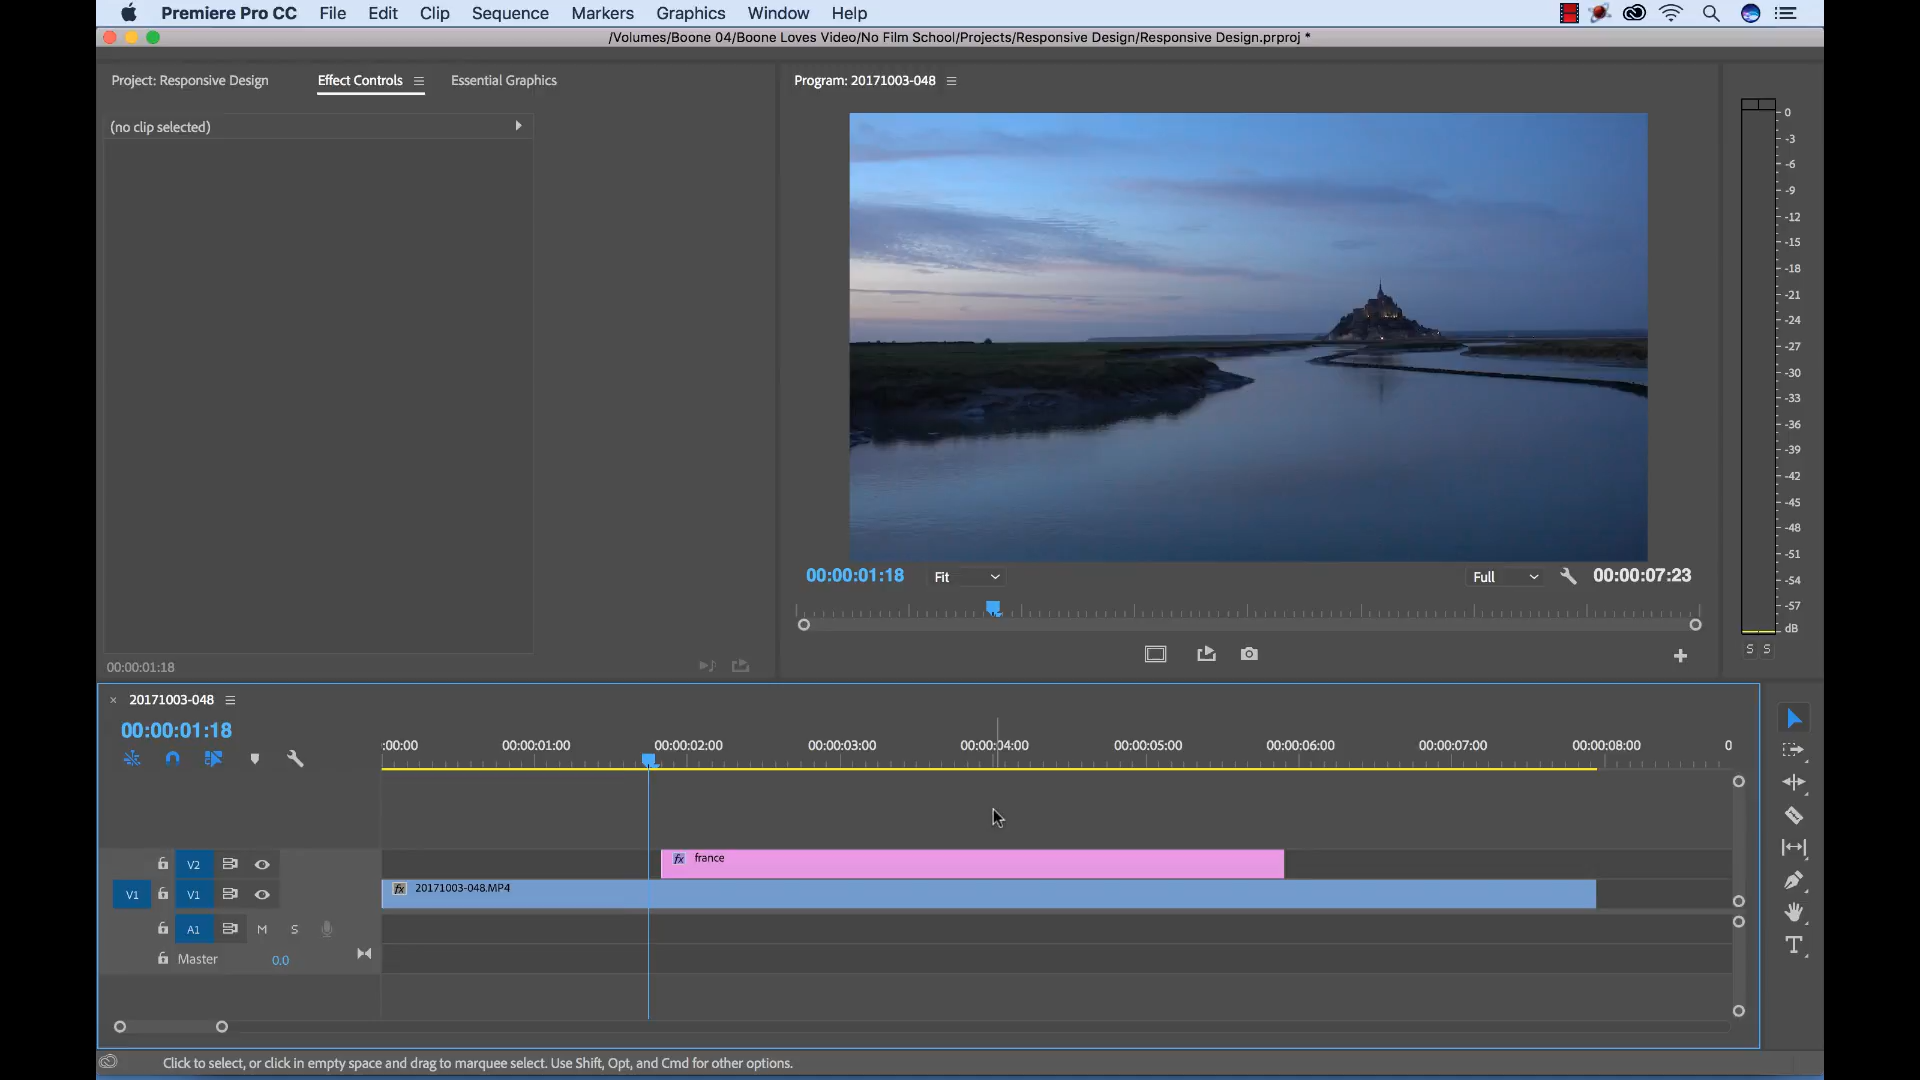 Premiere Pro CC File Edit Clip Sequence Markers Graphics Window Help
/Volumes/Boone 04/Boone Loves Video/No Film School/Projects/Responsive Design/Responsive Design.prproj *
Project: Responsive Design Effect Controls Essential Graphics
(no clip selected)
00:00:01:18
Program: 20171003-048
00:00:01:18 Fit Full 00:00:07:23
0
-3
-6
-9
-12
-15
-18
-21
-24
-27
-30
-33
-36
-39
-42
-45
-48
-51
-54
-57
dB
S S
× 20171003-048
00:00:01:18
:00:00 00:00:01:00 00:00:02:00 00:00:03:00 00:00:04:00 00:00:05:00 00:00:06:00 00:00:07:00 00:00:08:00 0
V2 fx france
V1 V1 fx 20171003-048.MP4
A1 M S
Master 0.0
T
Click to select, or click in empty space and drag to marquee select. Use Shift, Opt, and Cmd for other options.